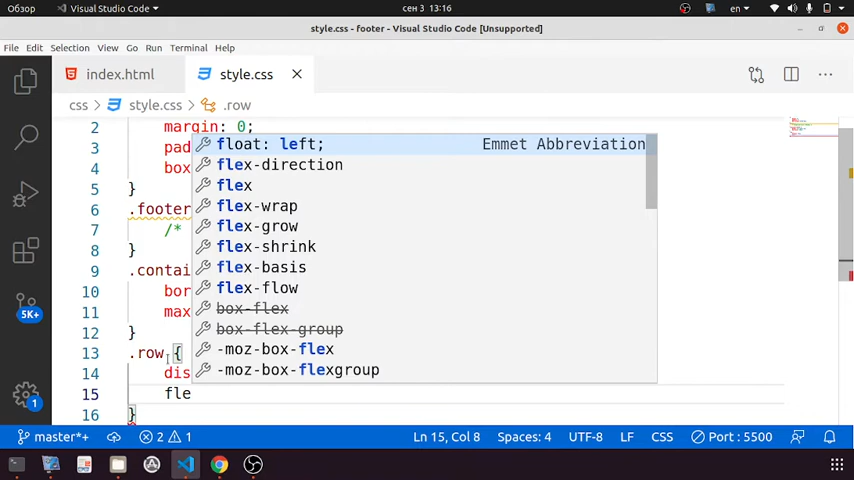 Обзор Visual Studio Code сен 3 13:16 en
style.css - footer - Visual Studio Code [Unsupported]
File Edit Selection View Go Run Terminal Help
index.html style.css
css > style.css > .row
2 margin: 0;
3 pad float: left; Emmet Abbreviation
4 box flex-direction
5 } flex
6 .footer flex-wrap
7 /* flex-grow
8 } flex-shrink
9 .contai flex-basis
10 bor flex-flow
11 max box-flex
12 } box-flex-group
13 .row { -moz-box-flex
14 dis -moz-box-flexgroup
15 fle
16 }
5K+
1
master*+ 2 1 Ln 15, Col 8 Spaces: 4 UTF-8 LF CSS Port : 5500